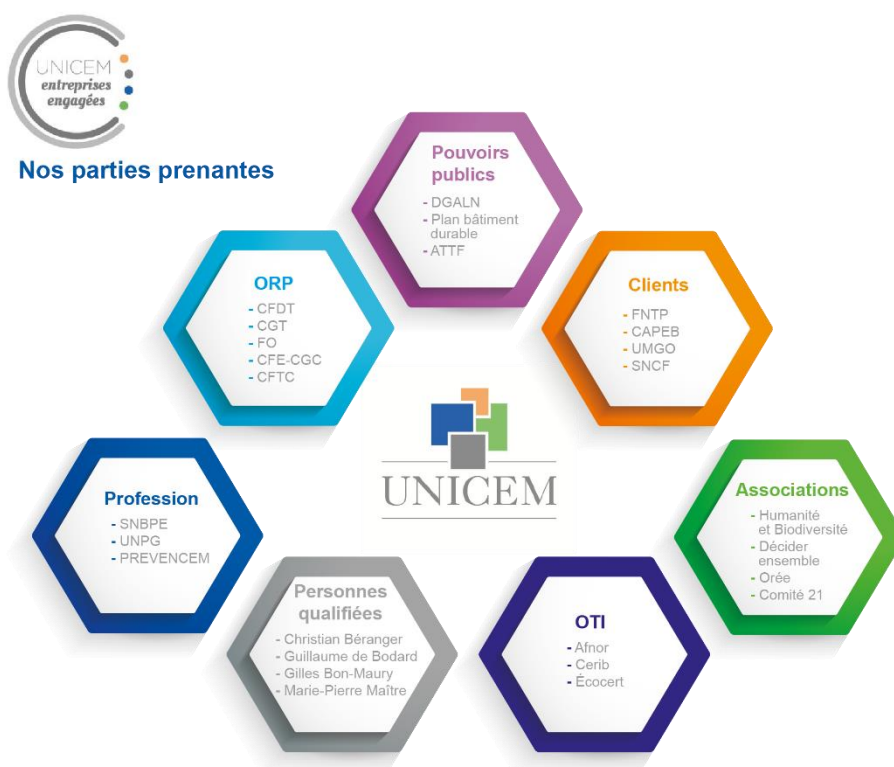 UNICEM
entreprises
engagées
Nos parties prenantes
Pouvoirs
publics
- DGALN
- Plan bâtiment
durable
- ATTF
ORP
- CFDT
- CGT
- FO
- CFE-CGC
- CFTC
Clients
- FNTP
- CAPEB
- UMGO
- SNCF
UNICEM
Profession
- SNBPE
- UNPG
- PREVENCEM
Associations
- Humanité
et Biodiversité
- Décider
ensemble
- Orée
- Comité 21
Personnes
qualifiées
- Christian Béranger
- Guillaume de Bodard
- Gilles Bon-Maury
- Marie-Pierre Maître
OTI
- Afnor
- Cerib
- Écocert